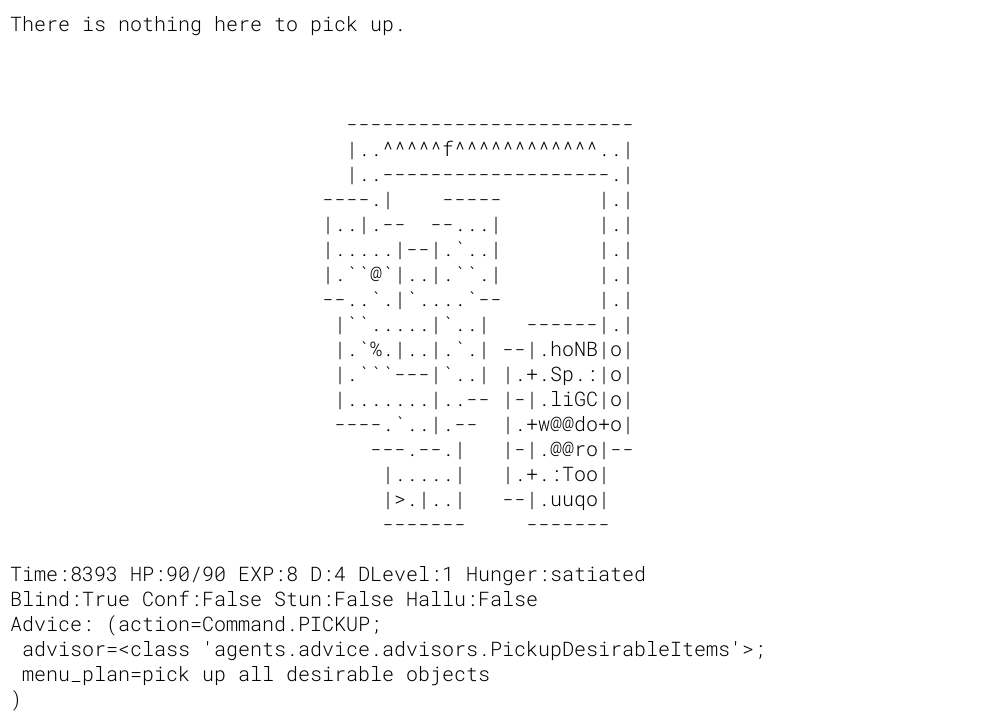 There is nothing here to pick up.
------------------------
|..^^^^^f^^^^^^^^^^^^..|
|..-------------------.|
----.|    -----        |.|
|..|.--  --...|        |.|
|.....|--|.`..|        |.|
|.``@`|..|.``.|        |.|
--..`.|`....`--        |.|
|``.....|`..|   ------|.|
|.`%.|..|.`.| --|.hoNB|o|
|.```---|`..| |.+.Sp.:|o|
|.......|..-- |-|.liGC|o|
----.`..|.--  |.+w@@do+o|
---.--.|   |-|.@@ro|--
|.....|   |.+.:Too|
|>.|..|   --|.uuqo|
-------     -------
Time:8393 HP:90/90 EXP:8 D:4 DLevel:1 Hunger:satiated
Blind:True Conf:False Stun:False Hallu:False
Advice: (action=Command.PICKUP;
advisor=<class 'agents.advice.advisors.PickupDesirableItems'>;
menu_plan=pick up all desirable objects
)